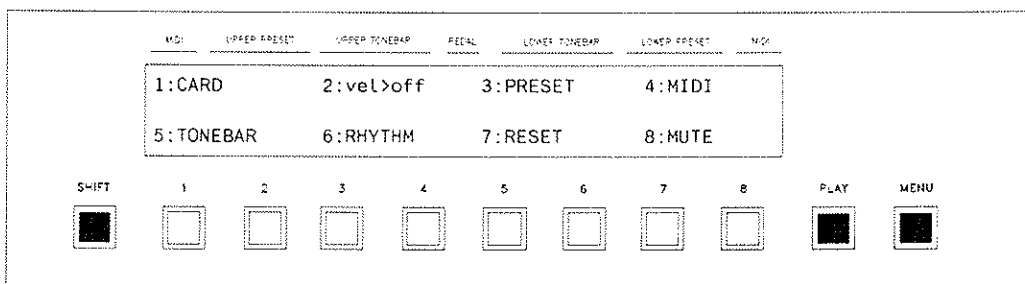 MIDI UPPER PRESET UPPER TONEBAR PEDAL LOWER TONEBAR LOWER PRESET MIDI
1:CARD 2:vel>off 3:PRESET 4:MIDI
5:TONEBAR 6:RHYTHM 7:RESET 8:MUTE
SHIFT 1 2 3 4 5 6 7 8 PLAY MENU